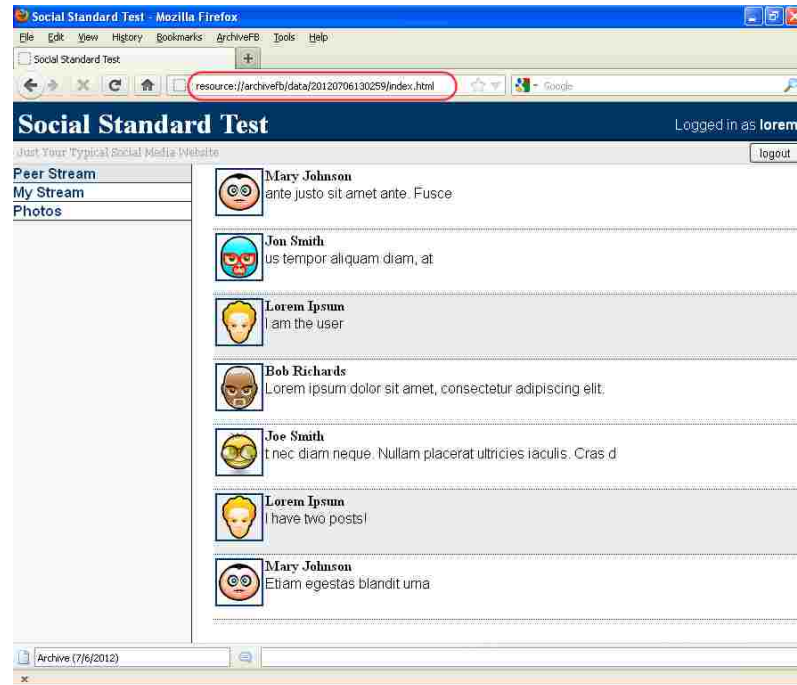 Social Standard Test - Mozilla Firefox
File Edit View History Bookmarks ArchiveFB Tools Help
Social Standard Test +
resource://archivefb/data/20120706130259/index.html Google
Social Standard Test Logged in as lorem
Just Your Typical Social Media Website logout
Peer Stream
My Stream
Photos
Mary Johnson
ante justo sit amet ante. Fusce
Jon Smith
us tempor aliquam diam, at
Lorem Ipsum
I am the user
Bob Richards
Lorem ipsum dolor sit amet, consectetur adipiscing elit.
Joe Smith
t nec diam neque. Nullam placerat ultricies iaculis. Cras d
Lorem Ipsum
I have two posts!
Mary Johnson
Etiam egestas blandit urna
Archive (7/6/2012)
x